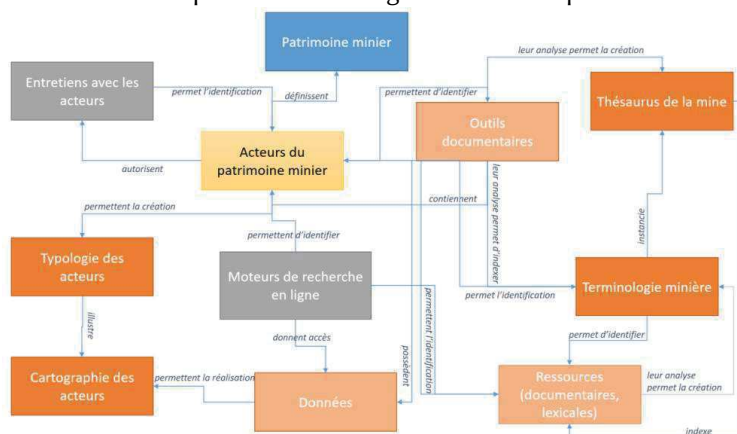 Patrimoine minier
leur analyse permet la création
Entretiens avec les
acteurs
permet l'identification
définissent
permettent d'identifier
Thésaurus de la mine
Outils
documentaires
Acteurs du
patrimoine minier
autorisent
leur analyse permet d'indexer
contiennent
permettent la création
instancie
permettent d'identifier
Typologie des
acteurs
Moteurs de recherche
en ligne
Terminologie minière
permet l'identification
illustre
permettent l'identification
permet d'identifier
donnent accès
possèdent
Cartographie des
acteurs
permettent la réalisation
Données
Ressources
(documentaires,
lexicales)
leur analyse
permet la création
indexe